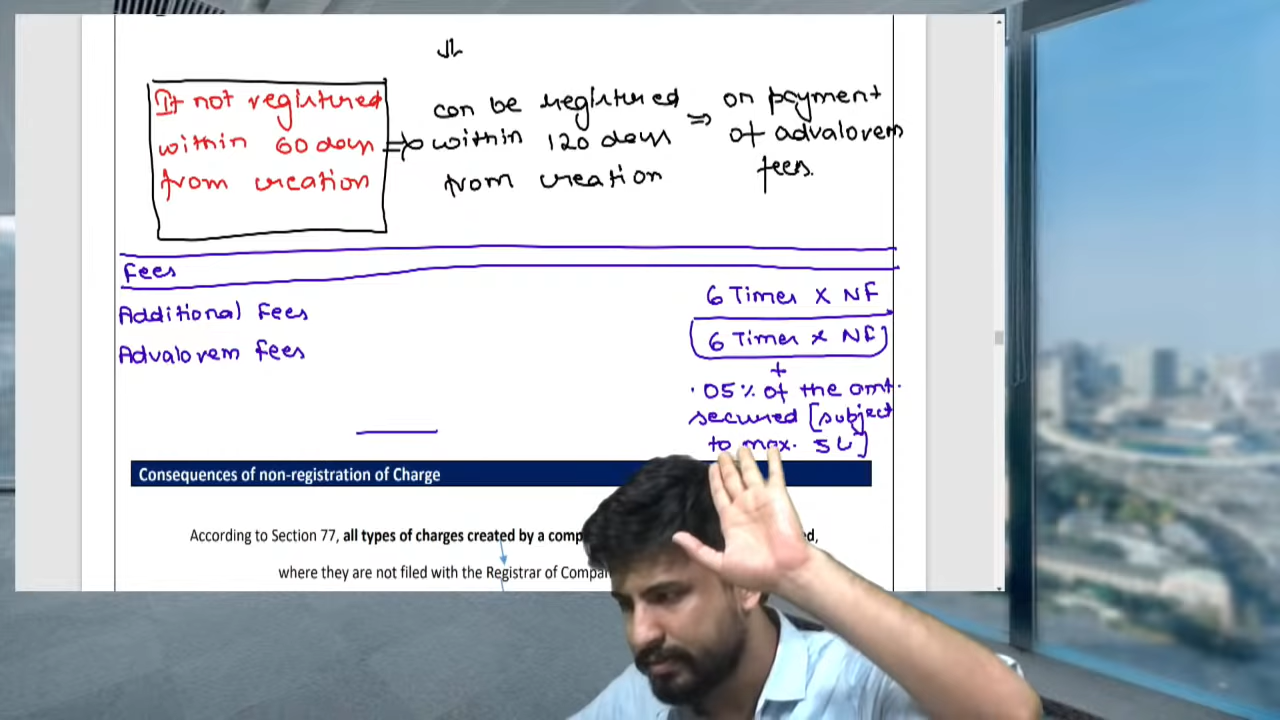 If not registered
within 60 days
from creation
=>
can be registered
within 120 days
from creation
=>
on payment
of advalorem
fees.
Fees
Additional Fees
6 Times X NF
Advalorem fees
6 Times X NF
+
.05% of the amt.
secured [subject
to max. 5L]
Consequences of non-registration of Charge
According to Section 77, all types of charges created by a
where they are not filed with the Registrar of